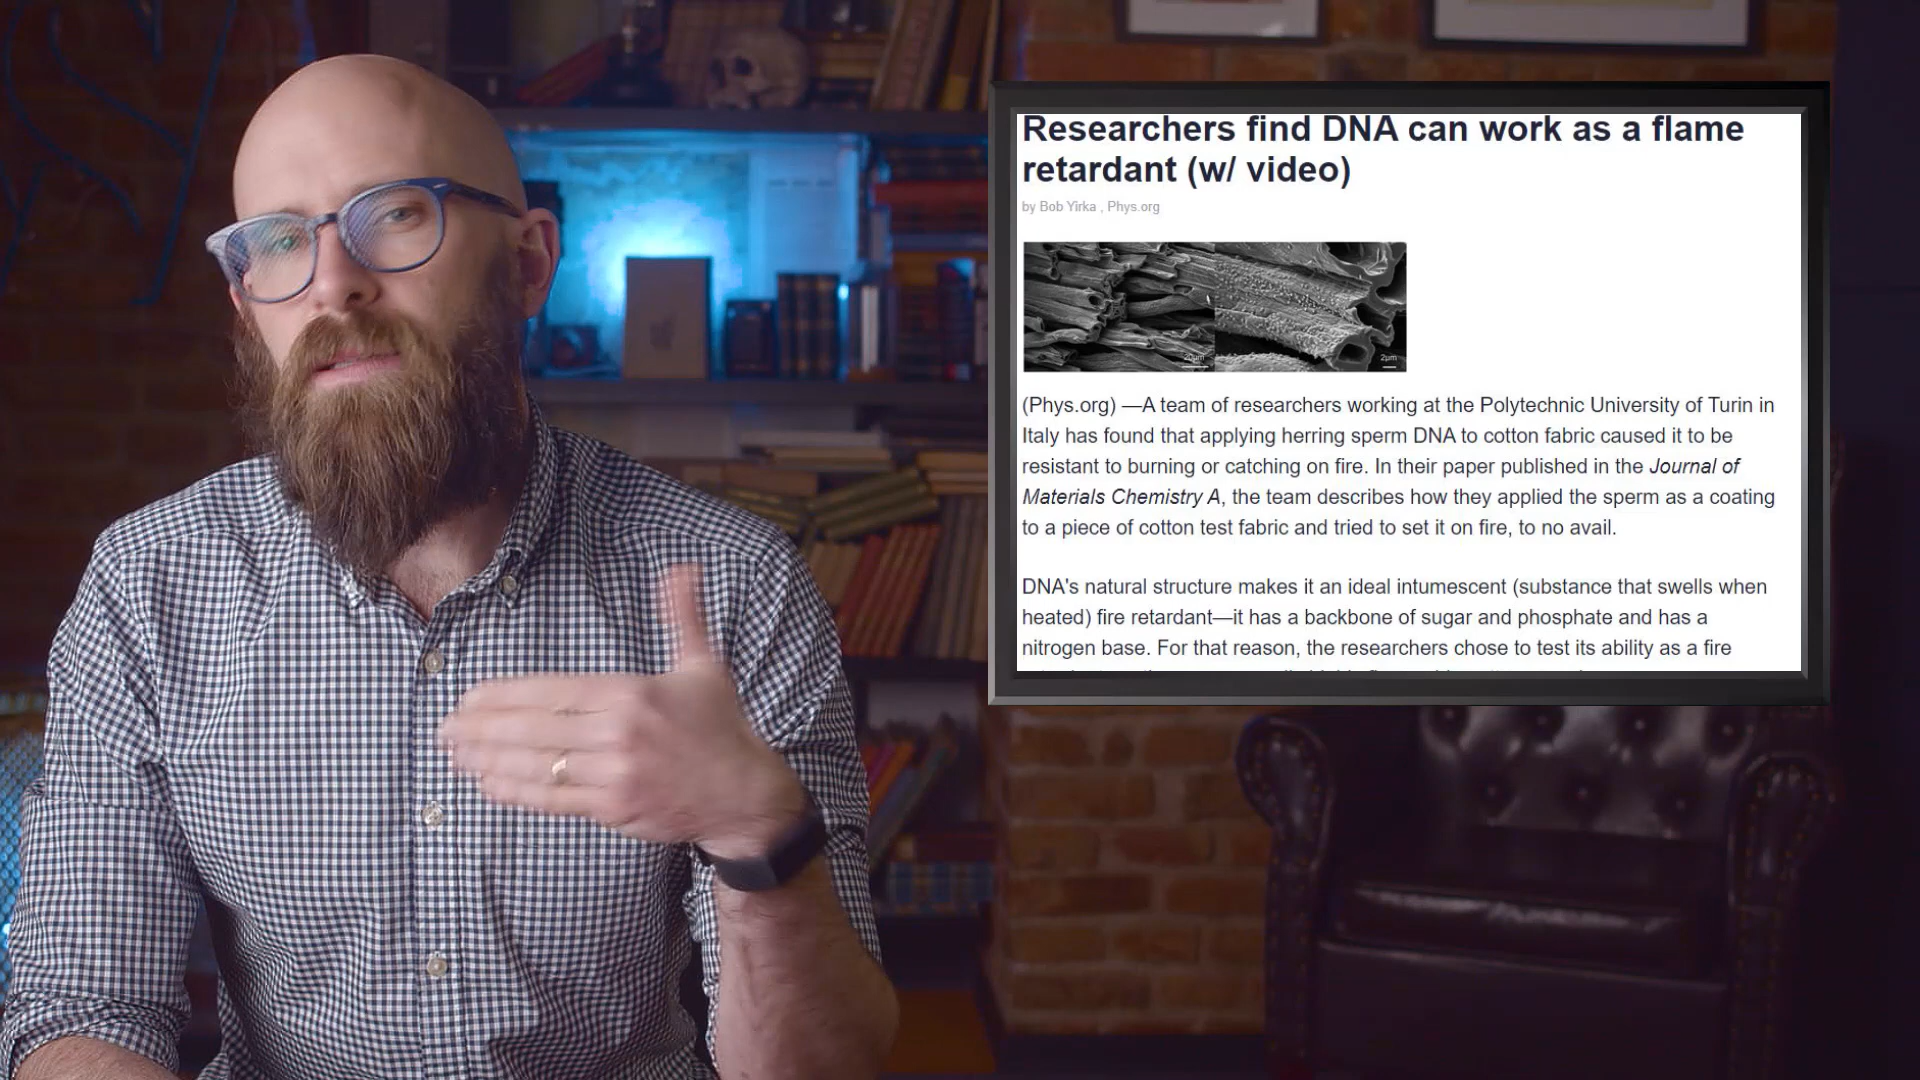 Researchers find DNA can work as a flame
retardant (w/ video)
by Bob Yirka , Phys.org
20μm
2μm
(Phys.org) —A team of researchers working at the Polytechnic University of Turin in
Italy has found that applying herring sperm DNA to cotton fabric caused it to be
resistant to burning or catching on fire. In their paper published in the Journal of
Materials Chemistry A, the team describes how they applied the sperm as a coating
to a piece of cotton test fabric and tried to set it on fire, to no avail.
DNA's natural structure makes it an ideal intumescent (substance that swells when
heated) fire retardant—it has a backbone of sugar and phosphate and has a
nitrogen base. For that reason, the researchers chose to test its ability as a fire